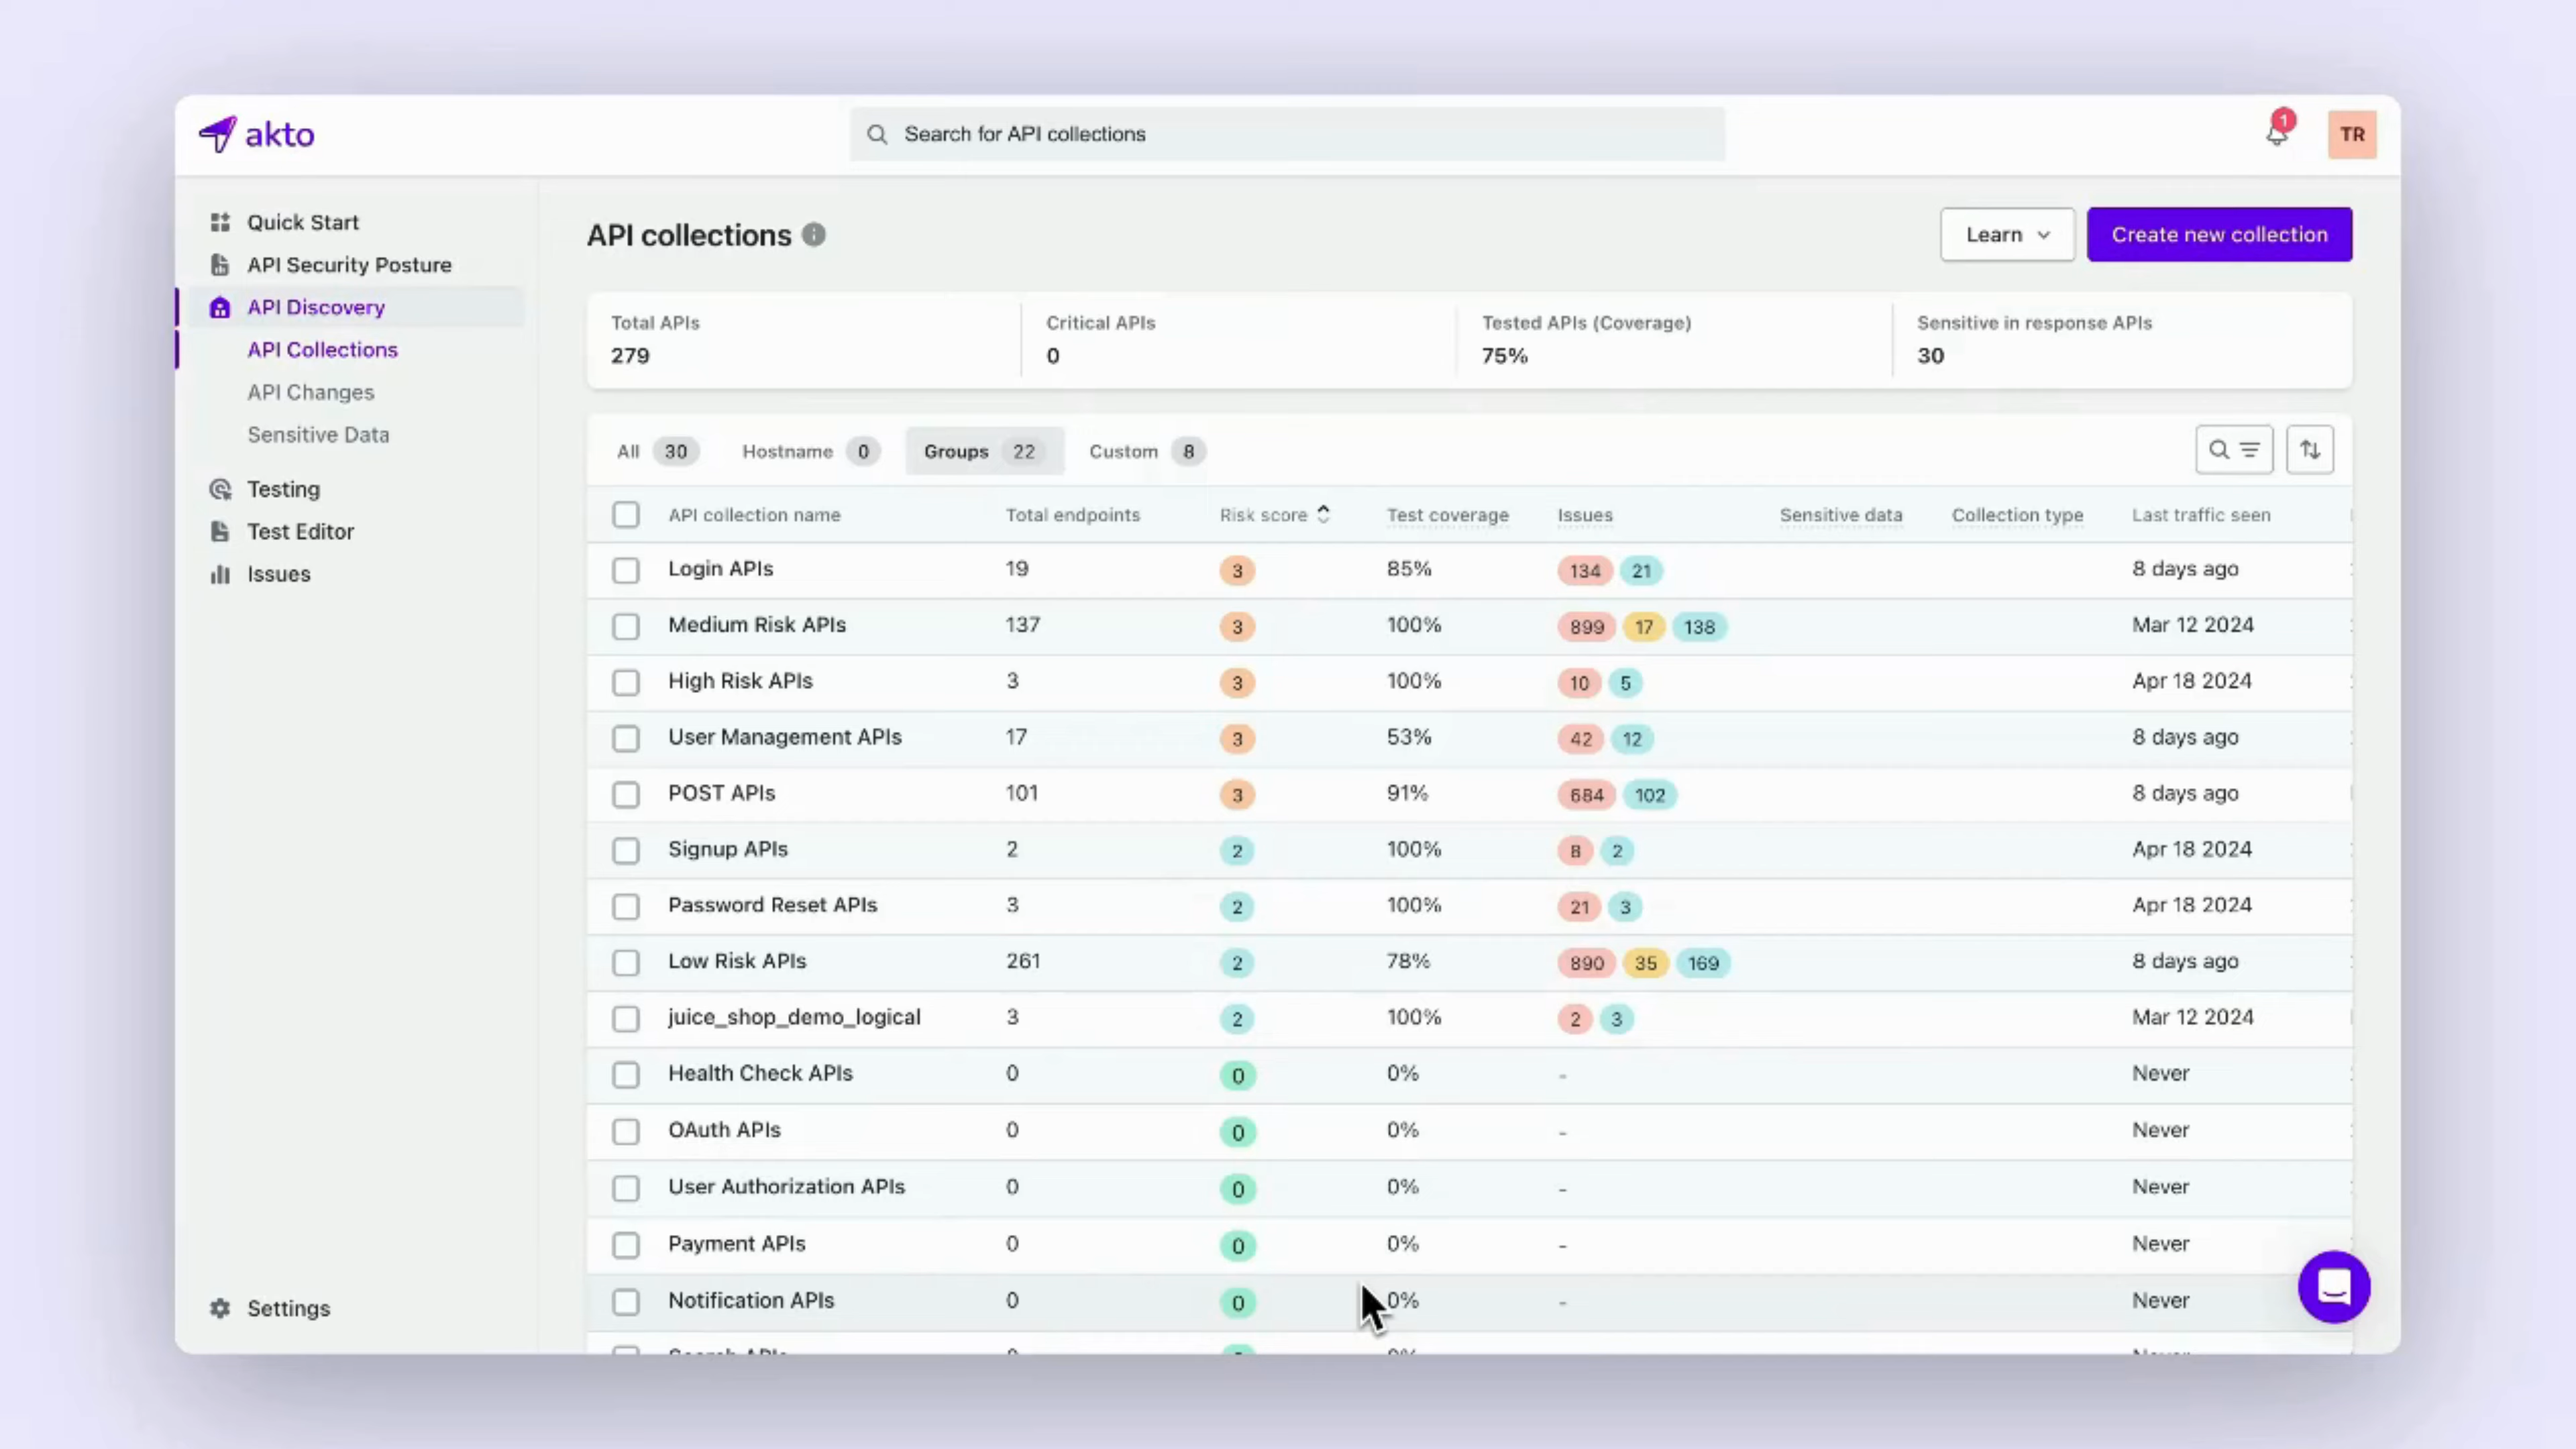 akto
Search for API collections
1
TR
Quick Start
API Security Posture
API Discovery
API Collections
API Changes
Sensitive Data
Testing
Test Editor
Issues
Settings
API collections
Learn
Create new collection
Total APIs
279
Critical APIs
0
Tested APIs (Coverage)
75%
Sensitive in response APIs
30
All 30 Hostname 0 Groups 22 Custom 8
API collection name Total endpoints Risk score Test coverage Issues Sensitive data Collection type Last traffic seen
Login APIs 19 3 85% 134 21 8 days ago
Medium Risk APIs 137 3 100% 899 17 138 Mar 12 2024
High Risk APIs 3 3 100% 10 5 Apr 18 2024
User Management APIs 17 3 53% 42 12 8 days ago
POST APIs 101 3 91% 684 102 8 days ago
Signup APIs 2 2 100% 8 2 Apr 18 2024
Password Reset APIs 3 2 100% 21 3 Apr 18 2024
Low Risk APIs 261 2 78% 890 35 169 8 days ago
juice_shop_demo_logical 3 2 100% 2 3 Mar 12 2024
Health Check APIs 0 0 0% - Never
OAuth APIs 0 0 0% - Never
User Authorization APIs 0 0 0% - Never
Payment APIs 0 0 0% - Never
Notification APIs 0 0 0% - Never